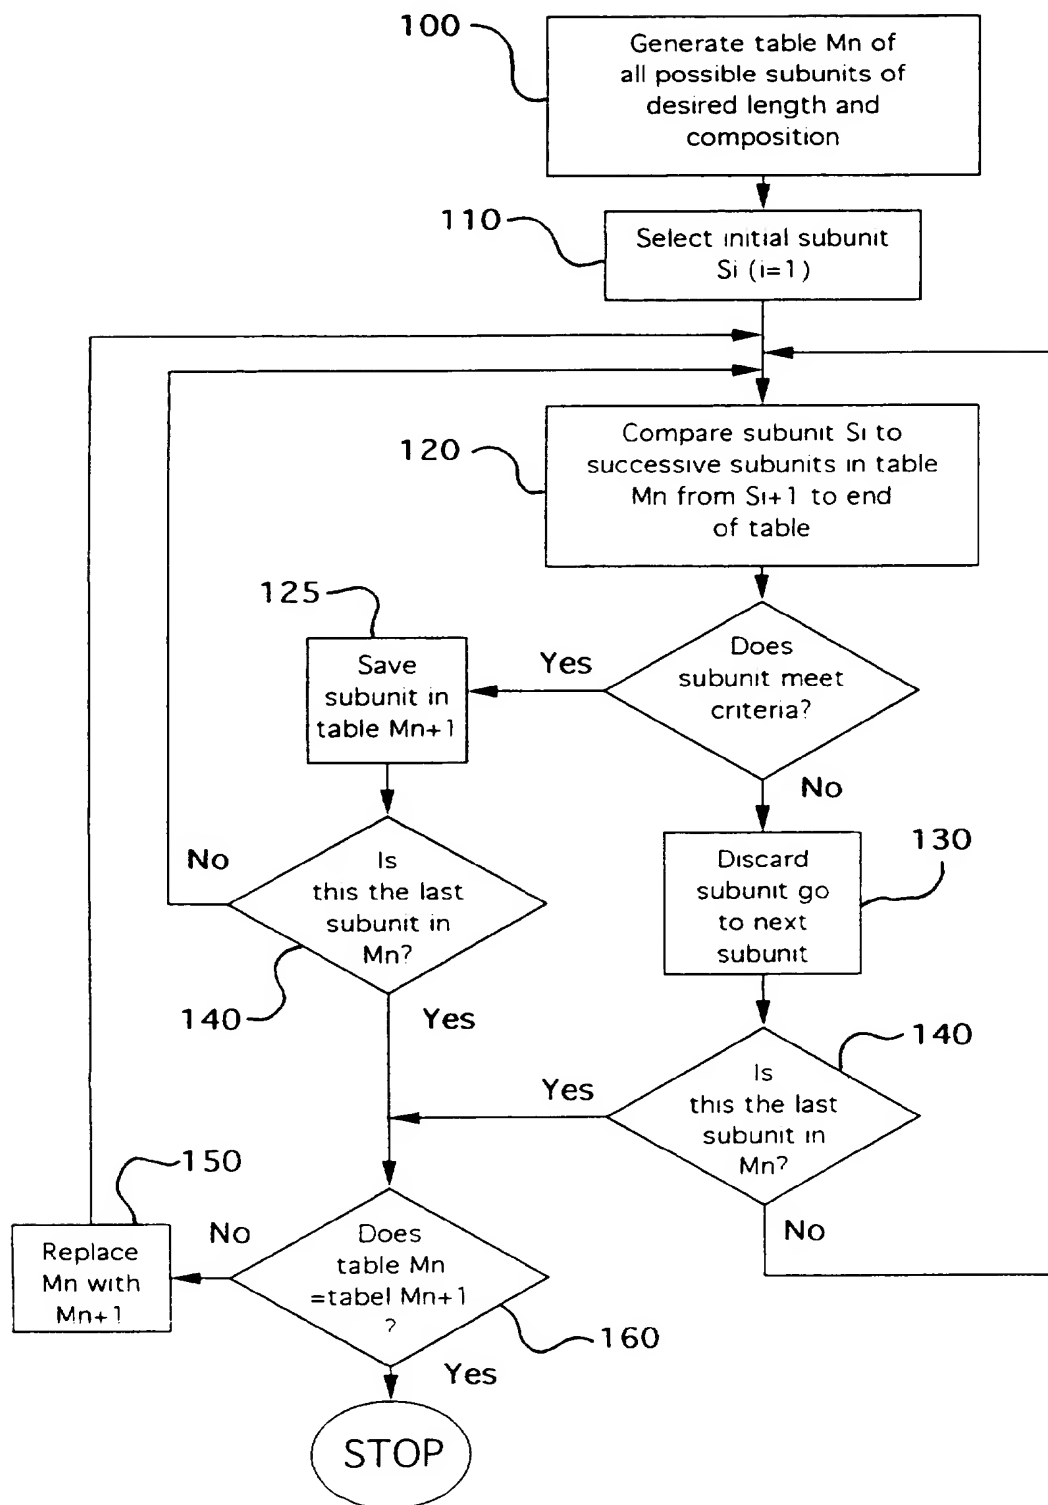 100
Generate table Mn of
all possible subunits of
desired length and
composition
110
Select initial subunit
Si (i=1)
120
Compare subunit Si to
successive subunits in table
Mn from Si+1 to end
of table
125
Save
subunit in
table Mn+1
Yes
Does
subunit meet
criteria?
No
No
Is
this the last
subunit in
Mn?
140
Yes
Discard
subunit go
to next
subunit
130
140
Yes
Is
this the last
subunit in
Mn?
No
150
Replace
Mn with
Mn+1
No
Does
table Mn
=tabel Mn+1
?
160
Yes
STOP